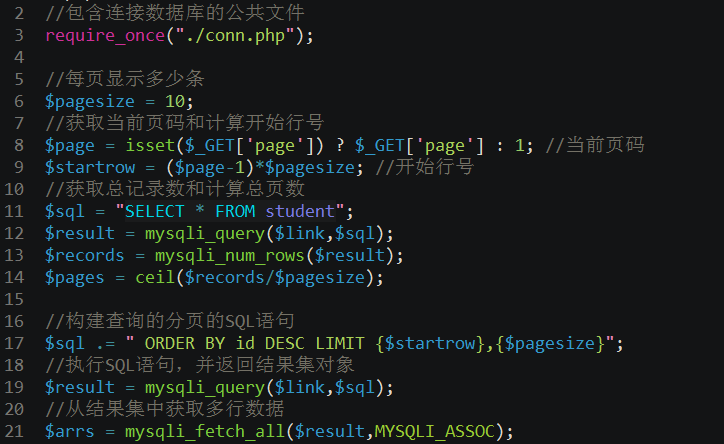 2 //包含连接数据库的公共文件
3 require_once("./conn.php");
4
5 //每页显示多少条
6 $pagesize = 10;
7 //获取当前页码和计算开始行号
8 $page = isset($_GET['page']) ? $_GET['page'] : 1; //当前页码
9 $startrow = ($page-1)*$pagesize; //开始行号
10 //获取总记录数和计算总页数
11 $sql = "SELECT * FROM student";
12 $result = mysqli_query($link,$sql);
13 $records = mysqli_num_rows($result);
14 $pages = ceil($records/$pagesize);
15
16 //构建查询的分页的SQL语句
17 $sql .= " ORDER BY id DESC LIMIT {$startrow},{$pagesize}";
18 //执行SQL语句，并返回结果集对象
19 $result = mysqli_query($link,$sql);
20 //从结果集中获取多行数据
21 $arrs = mysqli_fetch_all($result,MYSQLI_ASSOC);